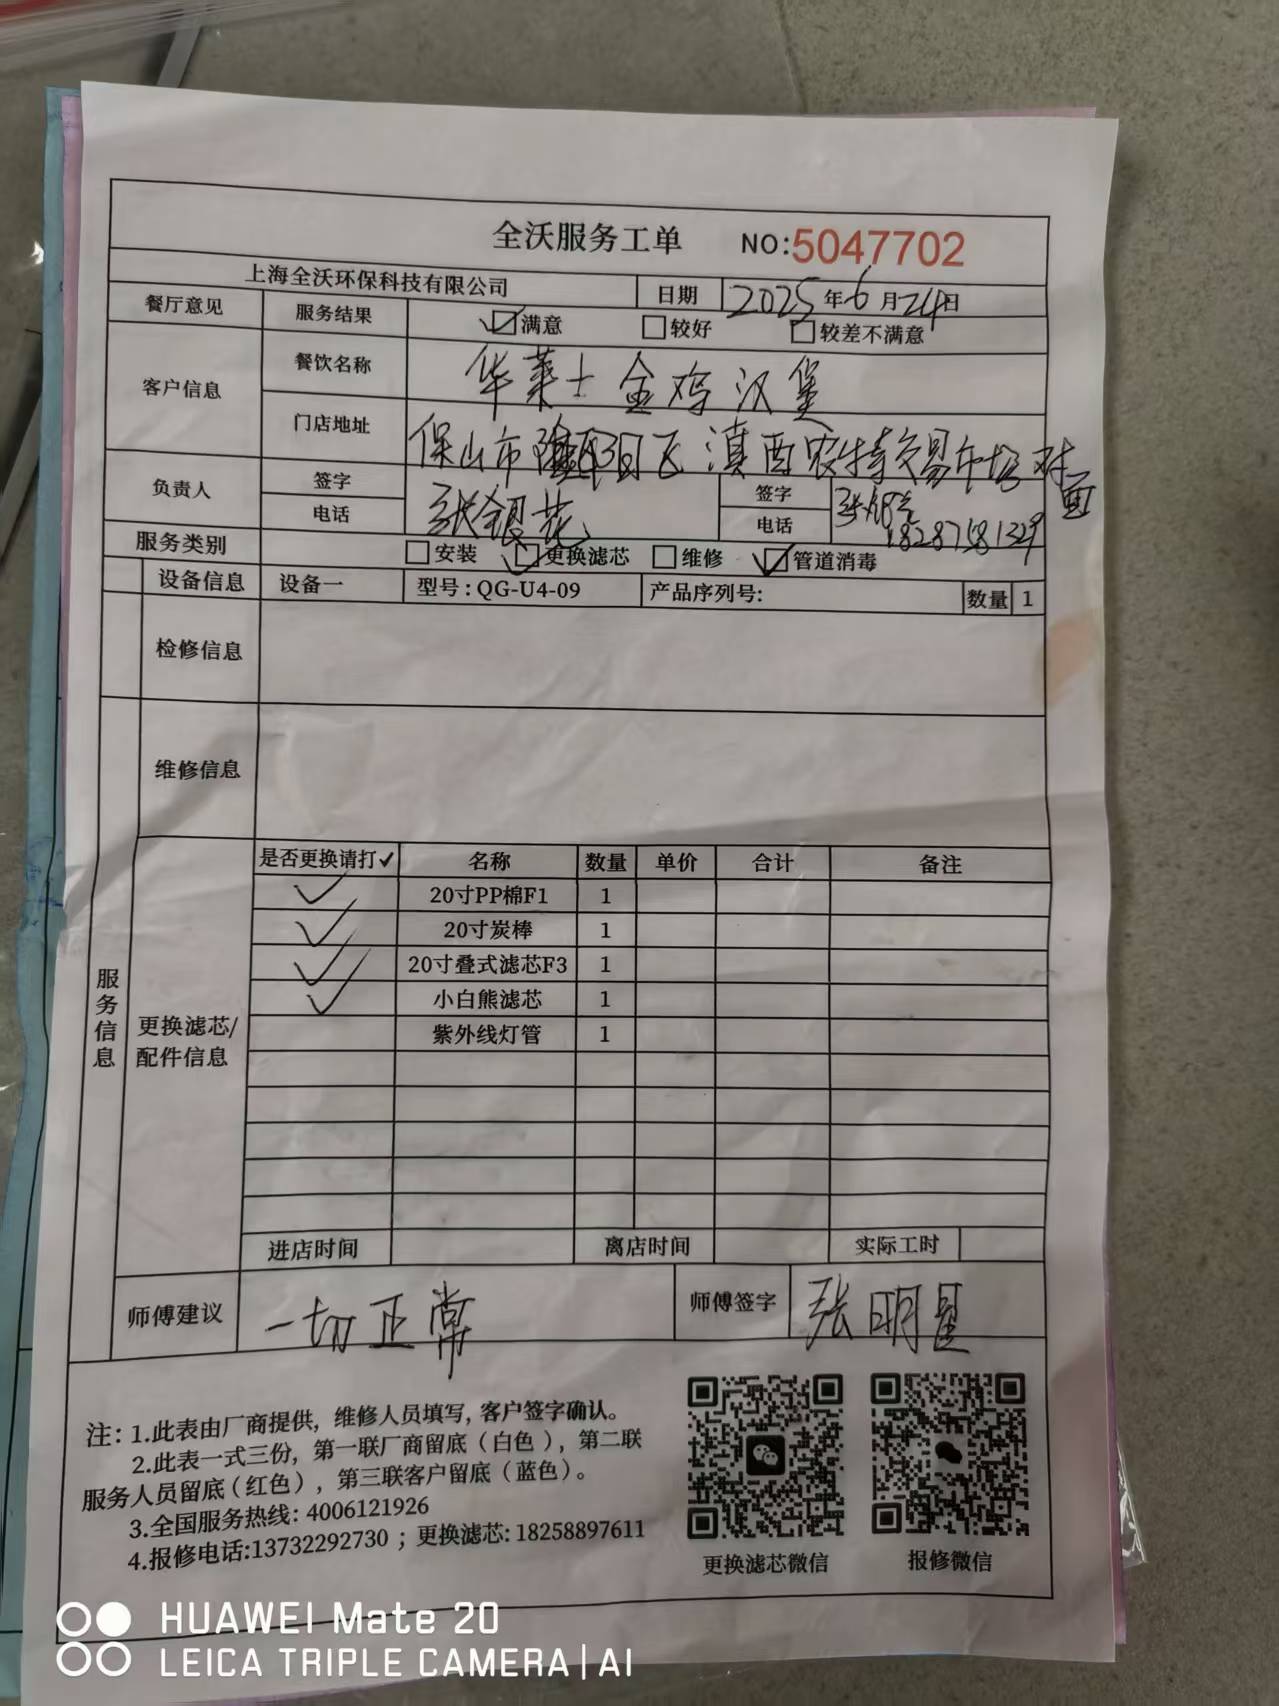 全沃服务工单 NO:5047702
上海全沃环保科技有限公司 日期 2025年6月24日
餐厅意见 服务结果 满意 较好 较差不满意
客户信息 餐饮名称 华莱士金鸡汉堡
门店地址 保山市隆阳区滇西农特交易市场对面
负责人 签字 张银花 签字
电话 电话 18287581329
服务类别 安装 更换滤芯 维修 管道消毒
设备信息 设备一 型号:QG-U4-09 产品序列号: 数量 1
检修信息
维修信息
服务信息
更换滤芯/配件信息
是否更换请打✓ 名称 数量 单价 合计 备注
✓ 20寸PP棉F1 1
✓ 20寸炭棒 1
✓ 20寸叠式滤芯F3 1
✓ 小白熊滤芯 1
紫外线灯管 1
进店时间 离店时间 实际工时
师傅建议 一切正常 师傅签字 张明星
注: 1.此表由厂商提供, 维修人员填写, 客户签字确认。
2.此表一式三份, 第一联厂商留底(白色), 第二联
服务人员留底(红色), 第三联客户留底(蓝色)。
3.全国服务热线: 4006121926
4.报修电话:13732292730 ; 更换滤芯: 18258897611
更换滤芯微信 报修微信
HUAWEI Mate 20
LEICA TRIPLE CAMERA | AI